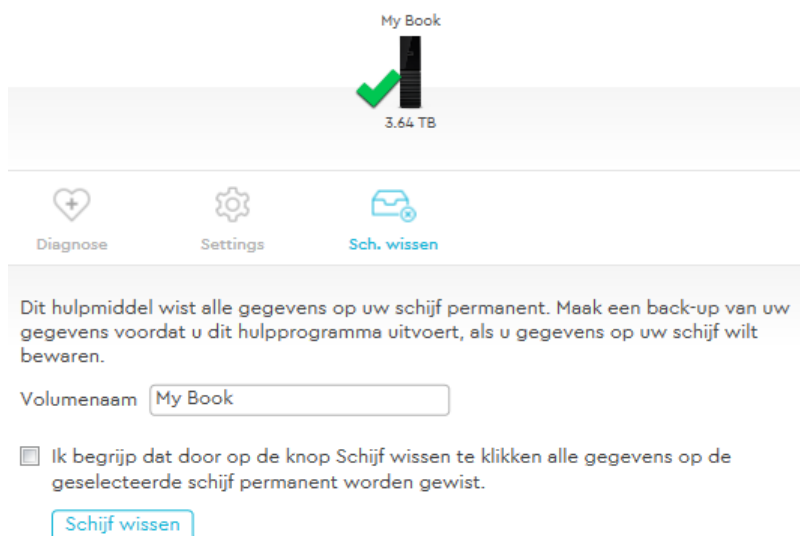 My Book
3.64 TB
Diagnose
Settings
Sch. wissen
Dit hulpmiddel wist alle gegevens op uw schijf permanent. Maak een back-up van uw
gegevens voordat u dit hulpprogramma uitvoert, als u gegevens op uw schijf wilt
bewaren.
Volumenaam My Book
Ik begrijp dat door op de knop Schijf wissen te klikken alle gegevens op de
geselecteerde schijf permanent worden gewist.
Schijf wissen